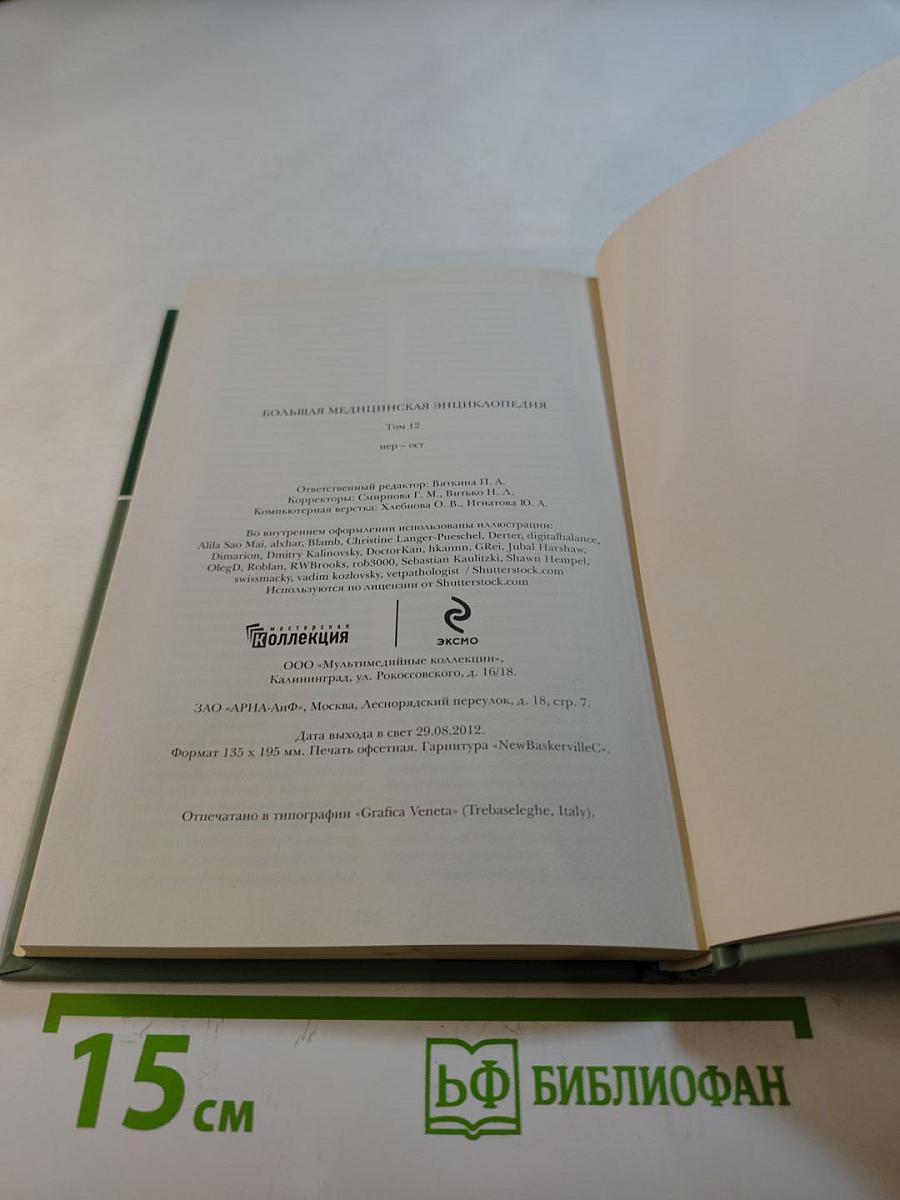 БОЛЬШАЯ МЕДИЦИНСКАЯ ЭНЦИКЛОПЕДИЯ
Том 12
нер – ост
Ответственный редактор: Вяткина П. А.
Корректоры: Смирнова Г. М., Витько Н. А.
Компьютерная верстка: Хлебнова О. В., Игнатова Ю. А.
Во внутреннем оформлении использованы иллюстрации:
Alila Sao Mai, alxhar, Blamb, Christine Langer-Pueschel, Derter, digitalbalance,
Dimarion, Dmitry Kalinovsky, DoctorKan, hkannn, GRei, Jubal Harshaw,
OlegD, Roblan, RWBrooks, rob3000, Sebastian Kaulitzki, Shawn Hempel,
swissmacky, vadim kozlovsky, vetpathologist / Shutterstock.com
Используются по лицензии от Shutterstock.com
мастерская
Коллекция
ЭКСМО
ООО «Мультимедийные коллекции»,
Калининград, ул. Рокоссовского, д. 16/18.
ЗАО «АРИА-АиФ», Москва, Леснорядский переулок, д. 18, стр. 7.
Дата выхода в свет 29.08.2012.
Формат 135 x 195 мм. Печать офсетная. Гарнитура «NewBaskervilleC».
Отпечатано в типографии «Grafica Veneta» (Trebaseleghe, Italy).
15 см
БФ БИБЛИОФАН